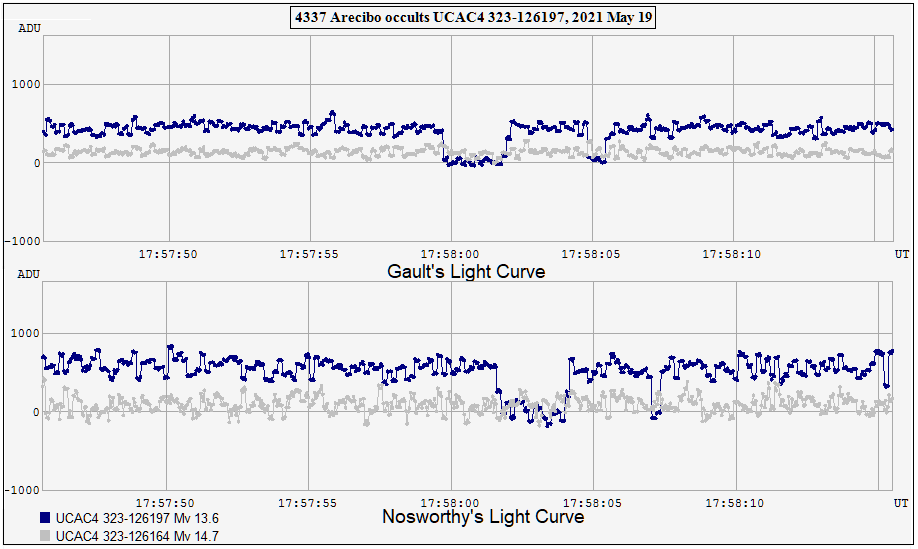 4337 Arecibo occults UCAC4 323-126197, 2021 May 19
ADU
1000
0
-1000
17:57:50 17:57:55 17:58:00 17:58:05 17:58:10 UT
Gault's Light Curve
ADU
1000
0
-1000
17:57:50 17:57:55 17:58:00 17:58:05 17:58:10 UT
Nosworthy's Light Curve
UCAC4 323-126197 Mv 13.6
UCAC4 323-126164 Mv 14.7